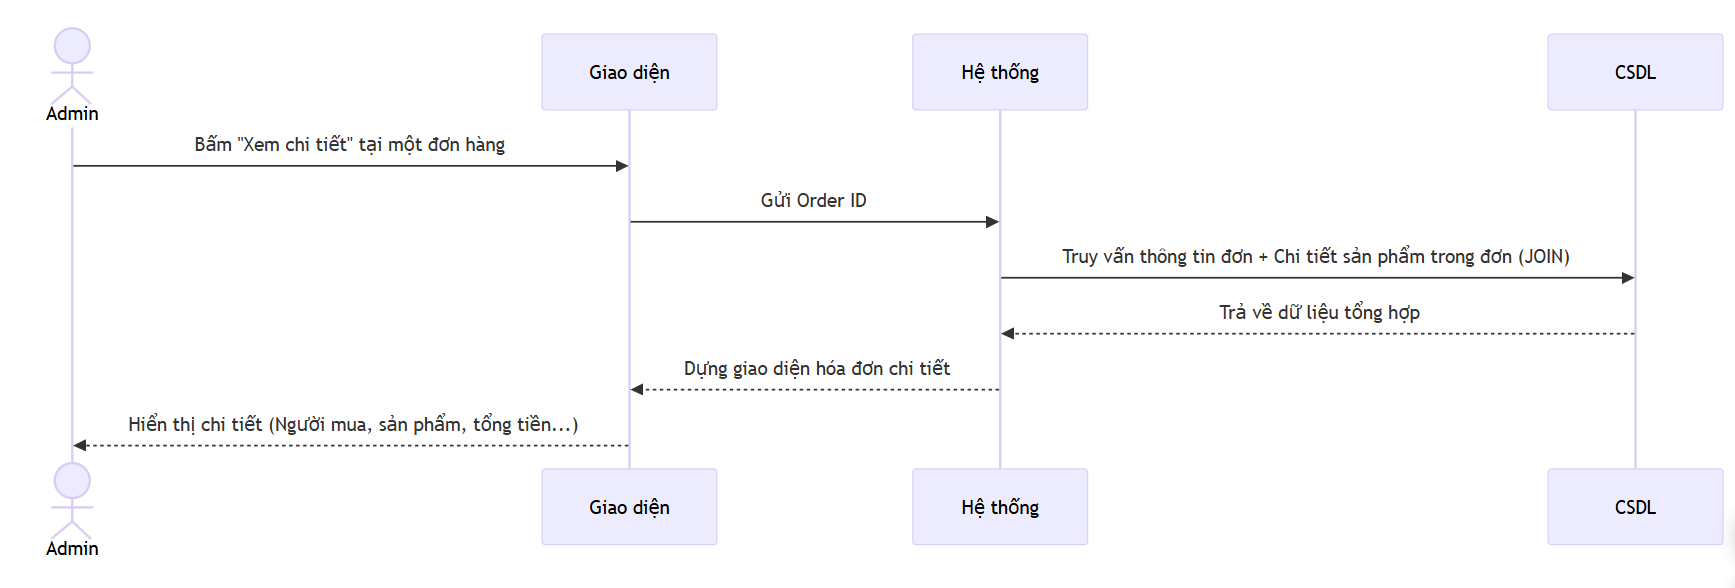 Admin
Giao diện
Hệ thống
CSDL
Bấm "Xem chi tiết" tại một đơn hàng
Gửi Order ID
Truy vấn thông tin đơn + Chi tiết sản phẩm trong đơn (JOIN)
Trả về dữ liệu tổng hợp
Dựng giao diện hóa đơn chi tiết
Hiển thị chi tiết (Người mua, sản phẩm, tổng tiền...)
Admin
Giao diện
Hệ thống
CSDL